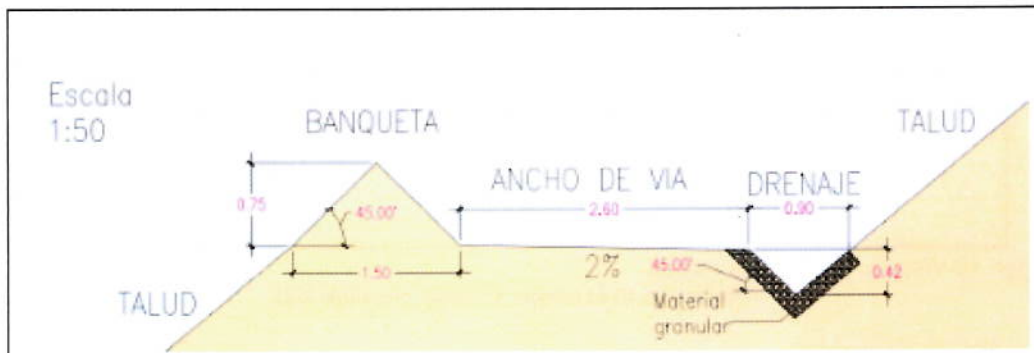 Escala
1:50
BANQUETA
TALUD
ANCHO DE VIA
DRENAJE
0.75
45.00°
2.60
0.90
1.50
2%
45.00°
0.42
TALUD
Material
granular